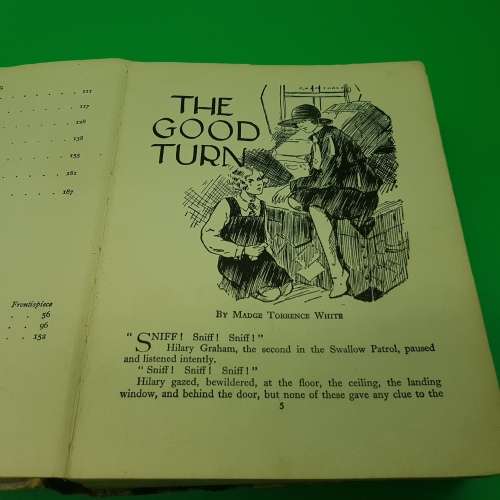 111
117
126
138
155
181
187
Frontispiece
56
96
152
THE
GOOD
TURN
BY MADGE TORRENCE WHITE
"SNIFF! Sniff! Sniff!"
Hilary Graham, the second in the Swallow Patrol, paused
and listened intently.
"Sniff! Sniff! Sniff!"
Hilary gazed, bewildered, at the floor, the ceiling, the landing
window, and behind the door, but none of these gave any clue to the
5